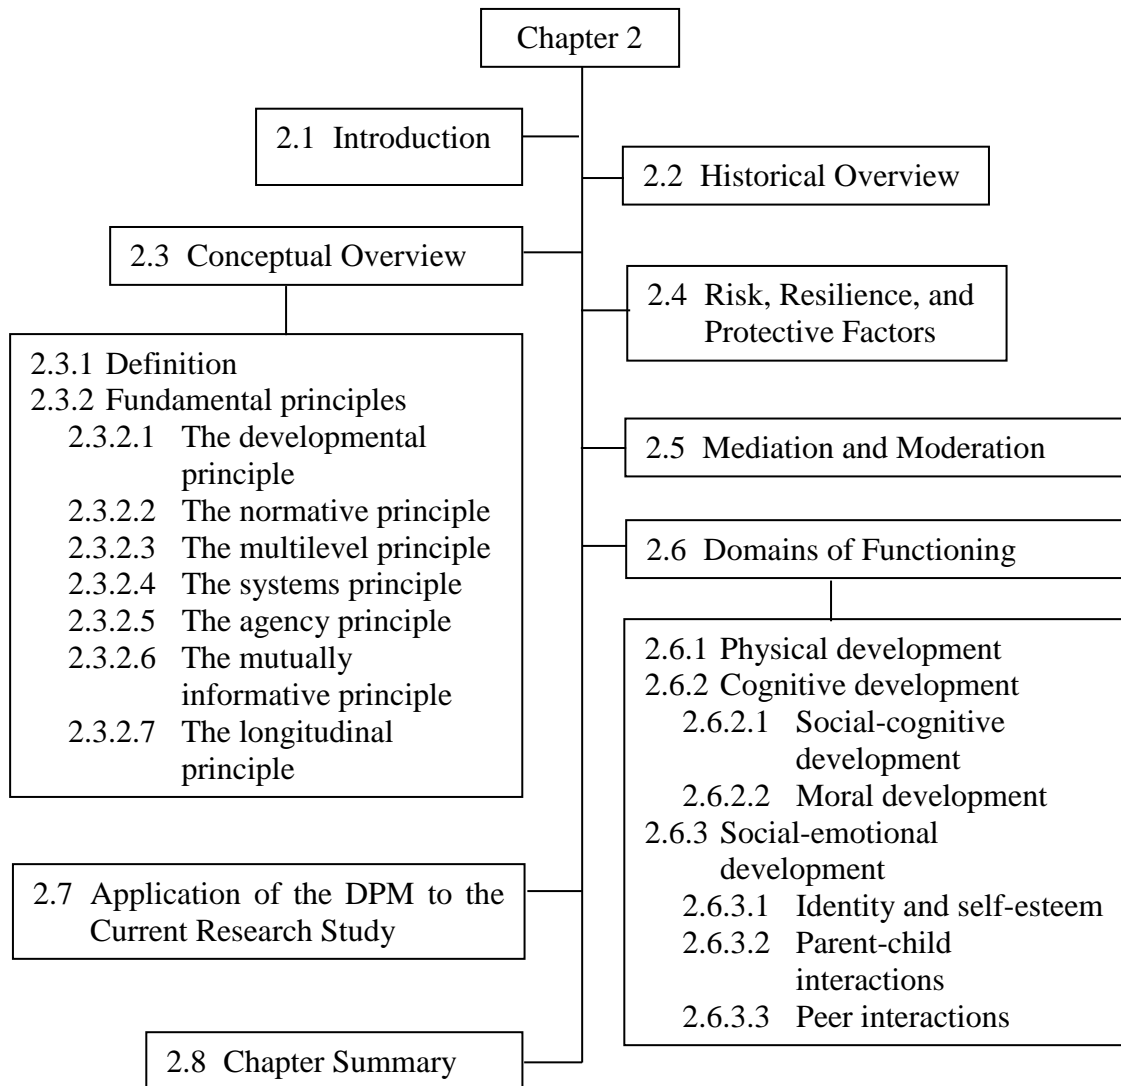 Chapter 2
2.1 Introduction
2.2 Historical Overview
2.3 Conceptual Overview
2.4 Risk, Resilience, and
Protective Factors
2.3.1 Definition
2.3.2 Fundamental principles
2.3.2.1 The developmental
principle
2.3.2.2 The normative principle
2.3.2.3 The multilevel principle
2.3.2.4 The systems principle
2.3.2.5 The agency principle
2.3.2.6 The mutually
informative principle
2.3.2.7 The longitudinal
principle
2.5 Mediation and Moderation
2.6 Domains of Functioning
2.6.1 Physical development
2.6.2 Cognitive development
2.6.2.1 Social-cognitive
development
2.6.2.2 Moral development
2.6.3 Social-emotional
development
2.6.3.1 Identity and self-esteem
2.6.3.2 Parent-child
interactions
2.6.3.3 Peer interactions
2.7 Application of the DPM to the
Current Research Study
2.8 Chapter Summary